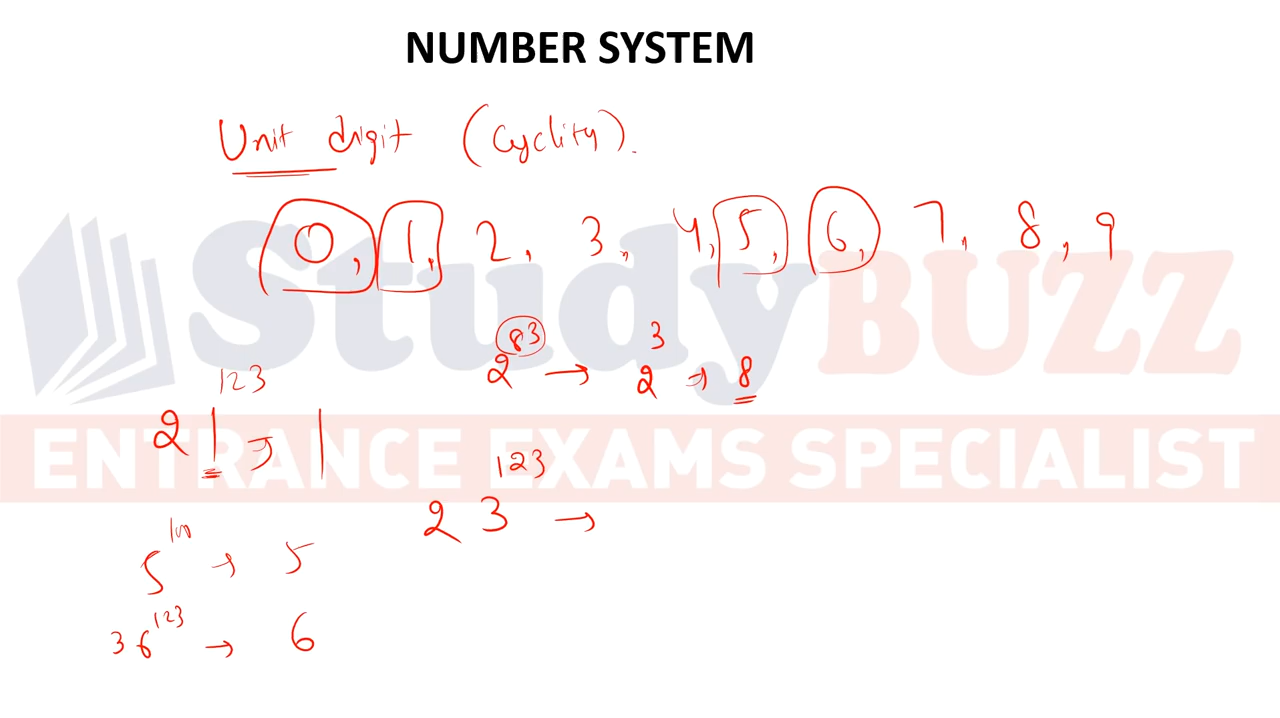 NUMBER SYSTEM
Unit digit (Cyclity).
0, 1, 2, 3, 4, 5, 6, 7, 8, 9
StudyBUZZ
ENTRANCE EXAMS SPECIALIST
2^83 → 2^3 → 8
21^123 → 1
23^123 →
5^100 → 5
36^123 → 6